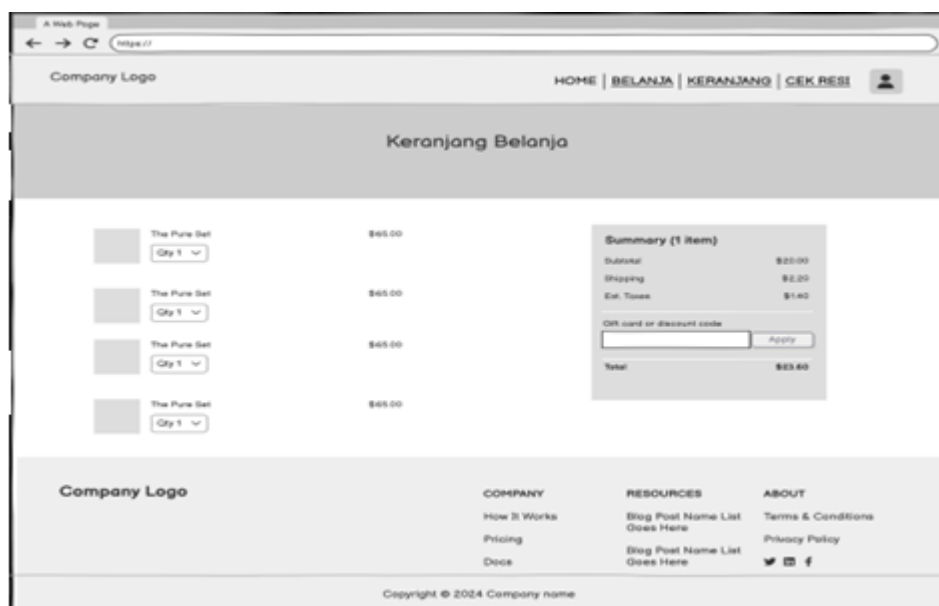 A Web Page
https://
Company Logo
HOME | BELANJA | KERANJANG | CEK RESI
Keranjang Belanja
The Pure Set
$65.00
Qty 1
The Pure Set
$65.00
Qty 1
The Pure Set
$65.00
Qty 1
The Pure Set
$65.00
Qty 1
Summary (1 item)
Subtotal $20.00
Shipping $2.20
Est. Taxes $1.40
Gift card or discount code
Apply
Total $23.60
Company Logo
COMPANY
How It Works
Pricing
Docs
RESOURCES
Blog Post Name List
Goes Here
Blog Post Name List
Goes Here
ABOUT
Terms & Conditions
Privacy Policy
Copyright © 2024 Company name